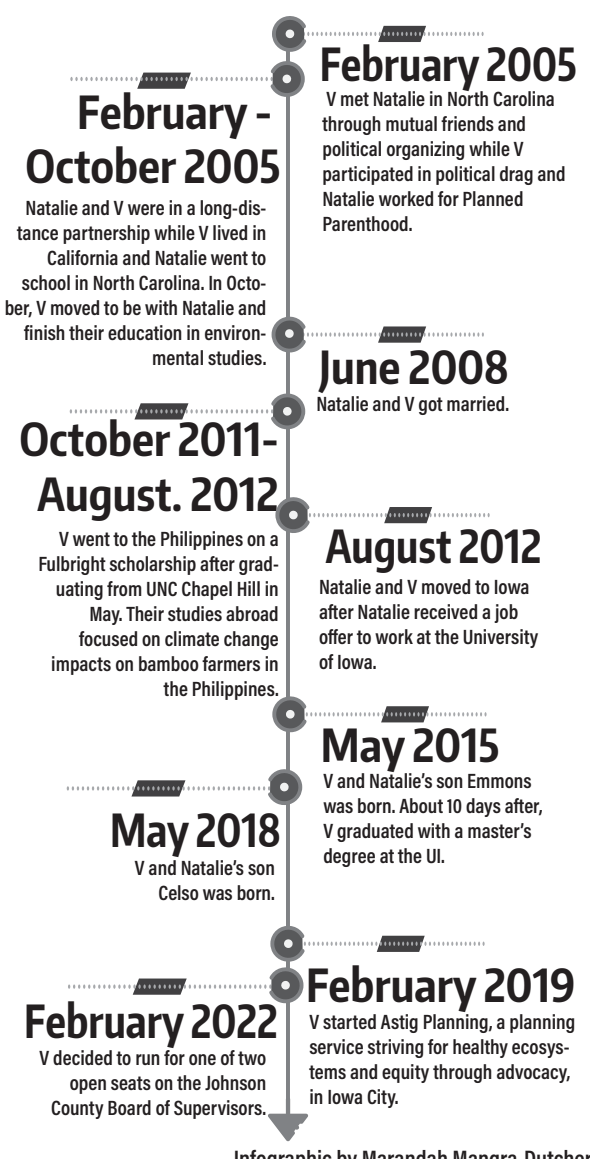 February 2005
V met Natalie in North Carolina
through mutual friends and
political organizing while V
participated in political drag and
Natalie worked for Planned
Parenthood.
February -
October 2005
Natalie and V were in a long-dis-
tance partnership while V lived in
California and Natalie went to
school in North Carolina. In Octo-
ber, V moved to be with Natalie and
finish their education in environ-
mental studies.
June 2008
Natalie and V got married.
October 2011-
August. 2012
V went to the Philippines on a
Fulbright scholarship after grad-
uating from UNC Chapel Hill in
May. Their studies abroad
focused on climate change
impacts on bamboo farmers in
the Philippines.
August 2012
Natalie and V moved to Iowa
after Natalie received a job
offer to work at the University
of Iowa.
May 2015
V and Natalie's son Emmons
was born. About 10 days after,
V graduated with a master's
degree at the UI.
May 2018
V and Natalie's son
Celso was born.
February 2019
V started Astig Planning, a planning
service striving for healthy ecosys-
tems and equity through advocacy,
in Iowa City.
February 2022
V decided to run for one of two
open seats on the Johnson
County Board of Supervisors.
Infographic by Marandah Mangra-Dutcher